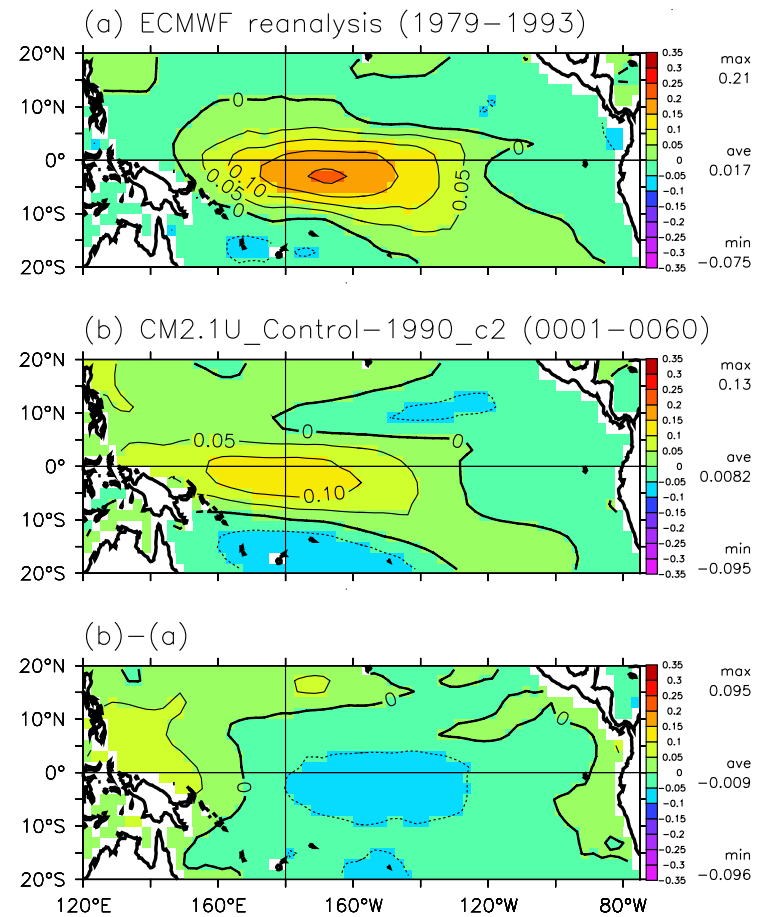 (a) ECMWF reanalysis (1979−1993)
20°N
10°N
0°
10°S
20°S
0
0.10
0.05
0
0
0.05
0.35
0.3
0.25
0.2
0.15
0.1
0.05
0
−0.05
−0.1
−0.15
−0.2
−0.25
−0.3
−0.35
max
0.21
ave
0.017
min
−0.075
(b) CM2.1U_Control−1990_c2 (0001−0060)
20°N
10°N
0°
10°S
20°S
0.05
0
0
0.10
0.35
0.3
0.25
0.2
0.15
0.1
0.05
0
−0.05
−0.1
−0.15
−0.2
−0.25
−0.3
−0.35
max
0.13
ave
0.0082
min
−0.095
(b)−(a)
20°N
10°N
0°
10°S
20°S
0
0
0
0.35
0.3
0.25
0.2
0.15
0.1
0.05
0
−0.05
−0.1
−0.15
−0.2
−0.25
−0.3
−0.35
max
0.095
ave
−0.009
min
−0.096
120°E 160°E 160°W 120°W 80°W